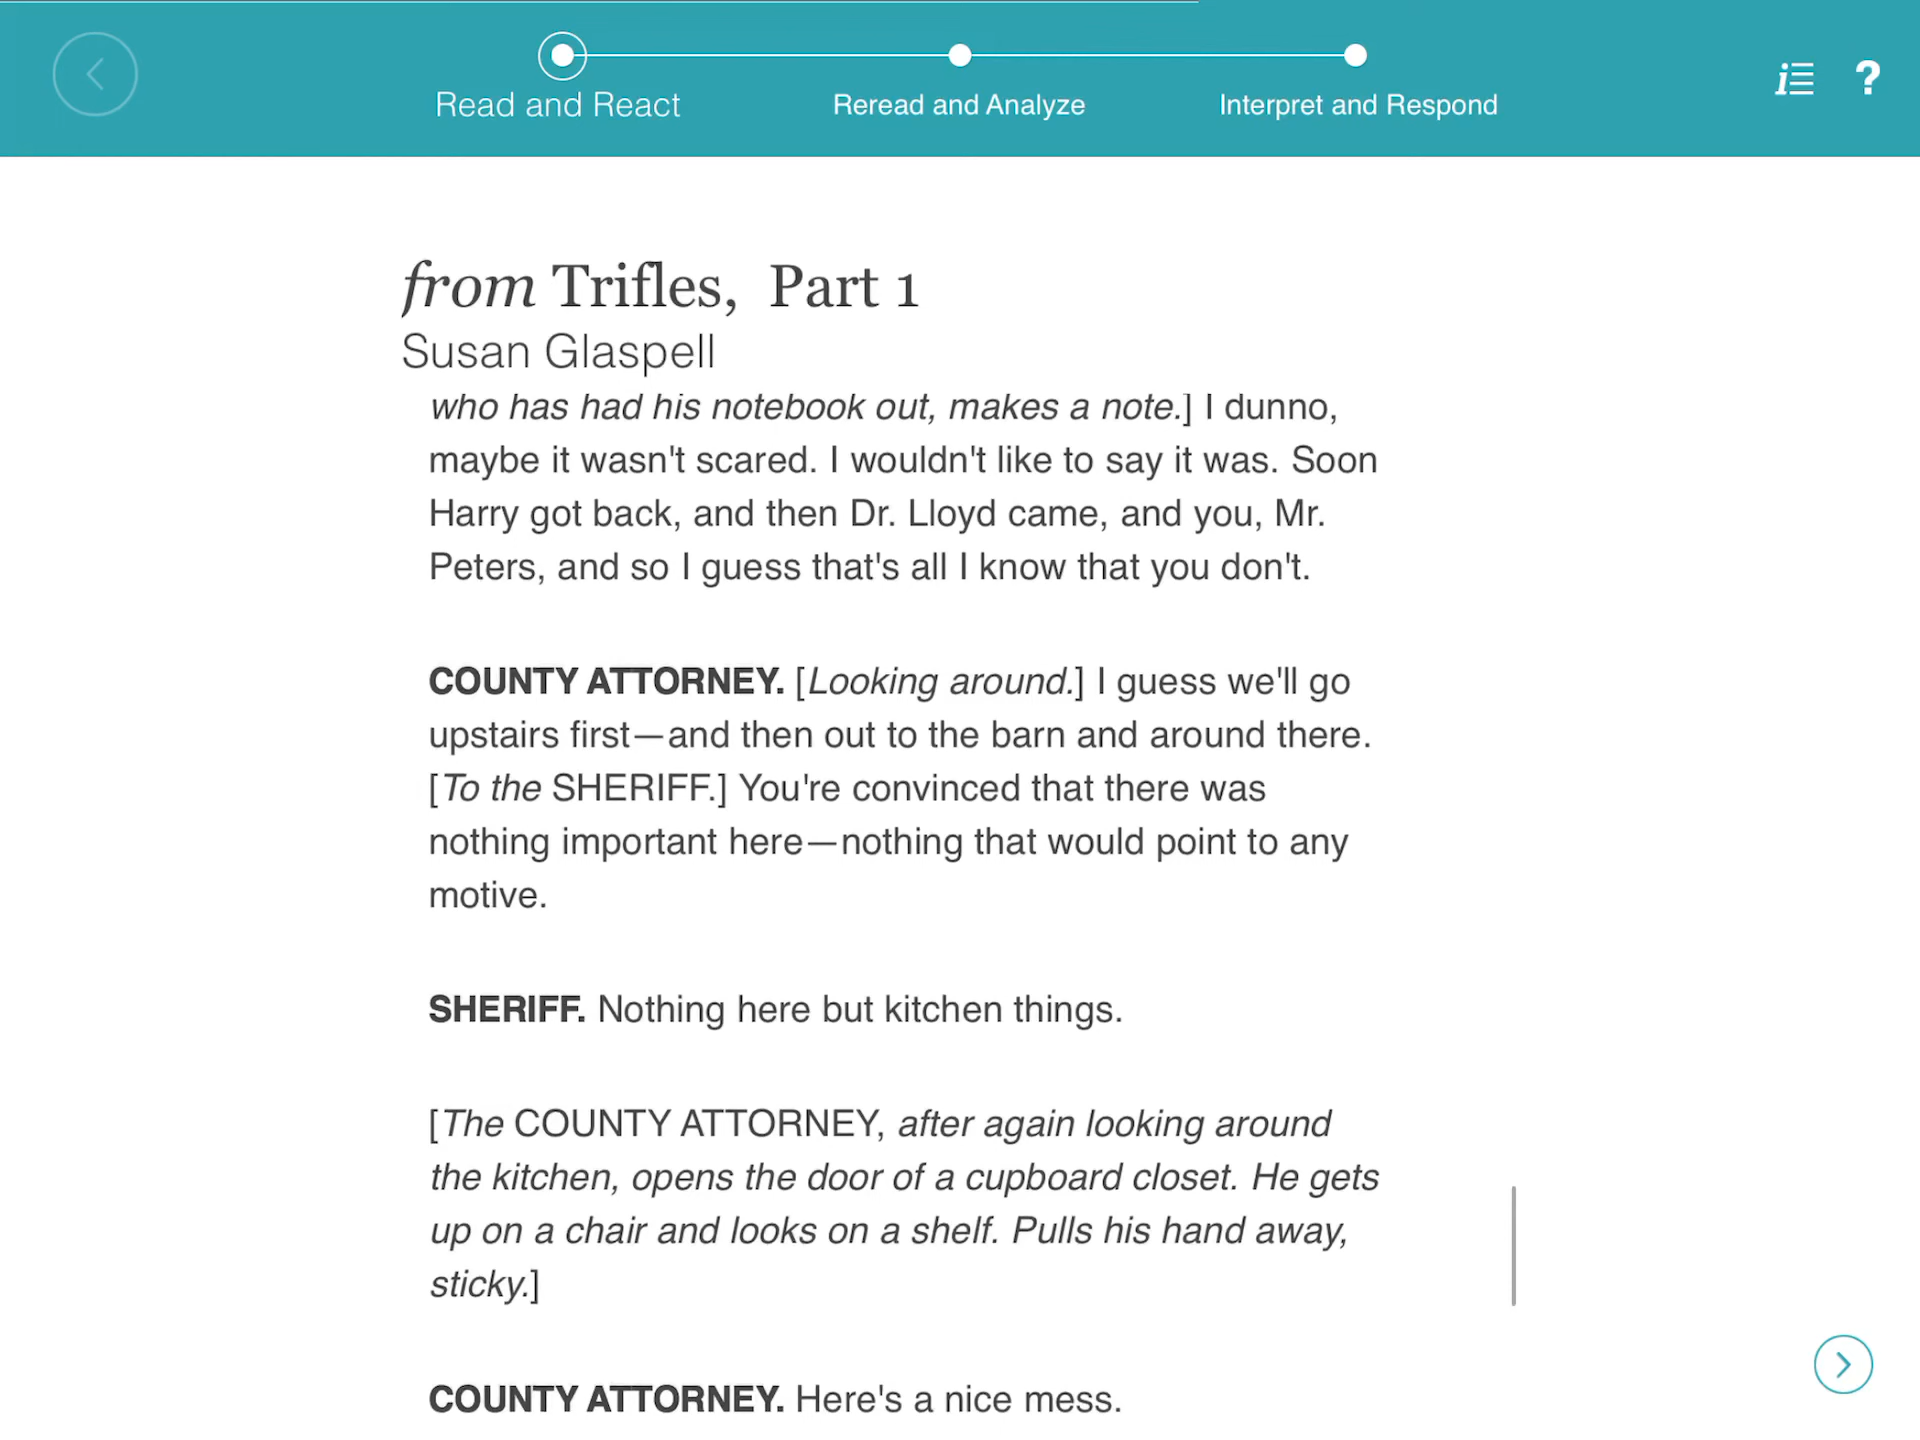 Read and React
Reread and Analyze
Interpret and Respond
i
?
from Trifles, Part 1
Susan Glaspell
who has had his notebook out, makes a note.] I dunno,
maybe it wasn't scared. I wouldn't like to say it was. Soon
Harry got back, and then Dr. Lloyd came, and you, Mr.
Peters, and so I guess that's all I know that you don't.
COUNTY ATTORNEY. [Looking around.] I guess we'll go
upstairs first—and then out to the barn and around there.
[To the SHERIFF.] You're convinced that there was
nothing important here—nothing that would point to any
motive.
SHERIFF. Nothing here but kitchen things.
[The COUNTY ATTORNEY, after again looking around
the kitchen, opens the door of a cupboard closet. He gets
up on a chair and looks on a shelf. Pulls his hand away,
sticky.]
COUNTY ATTORNEY. Here's a nice mess.